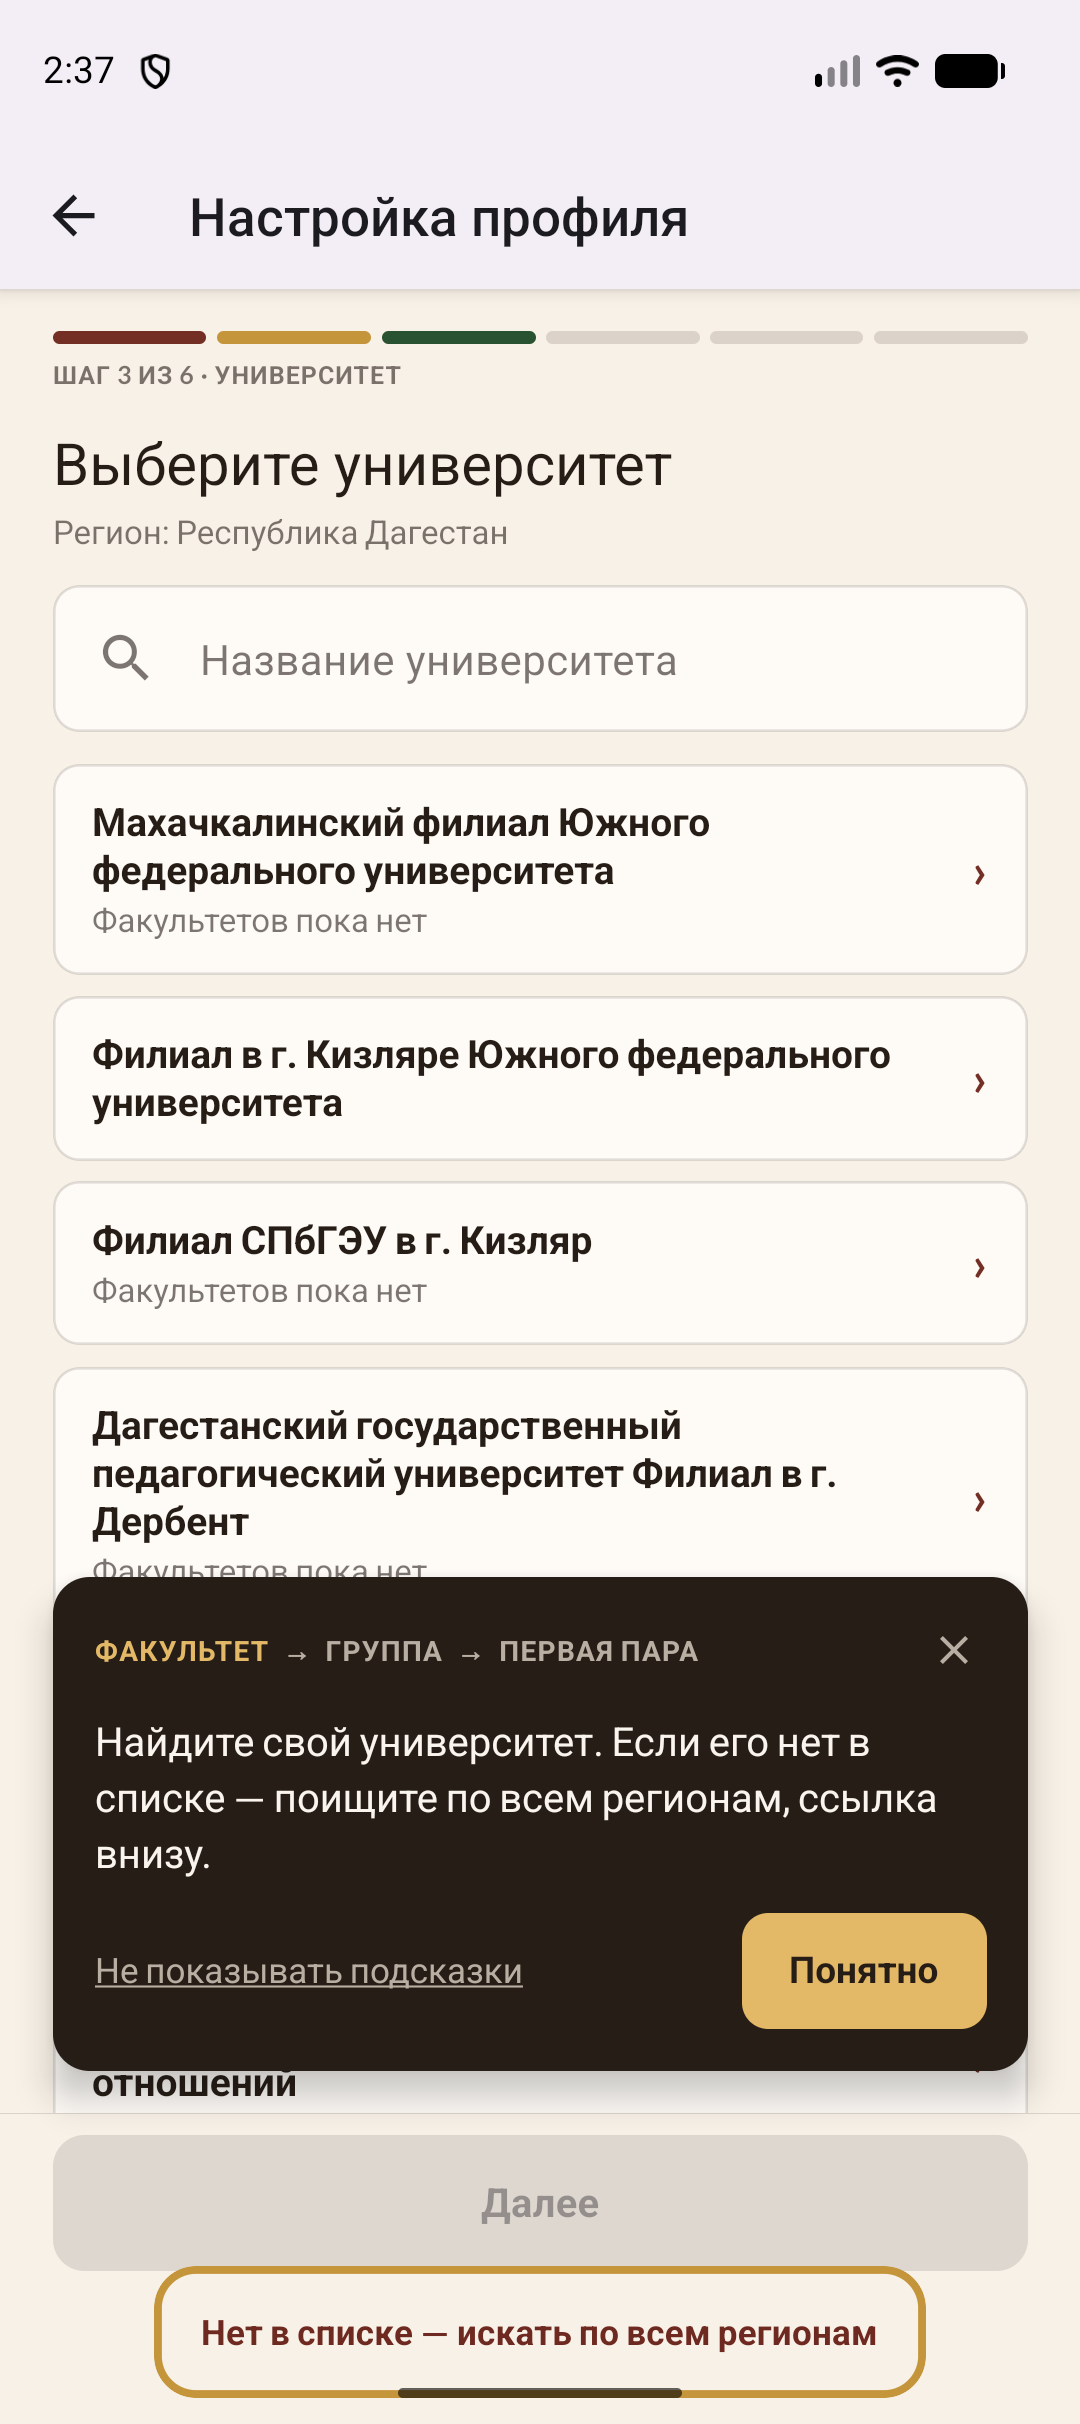 2:37
Настройка профиля
ШАГ 3 ИЗ 6 · УНИВЕРСИТЕТ
Выберите университет
Регион: Республика Дагестан
Название университета
Махачкалинский филиал Южного
федерального университета
Факультетов пока нет
Филиал в г. Кизляре Южного федерального
университета
Филиал СПбГЭУ в г. Кизляр
Факультетов пока нет
Дагестанский государственный
педагогический университет Филиал в г.
Дербент
Факультетов пока нет
ФАКУЛЬТЕТ → ГРУППА → ПЕРВАЯ ПАРА
Найдите свой университет. Если его нет в
списке — поищите по всем регионам, ссылка
внизу.
Не показывать подсказки
Понятно
отношений
Далее
Нет в списке — искать по всем регионам